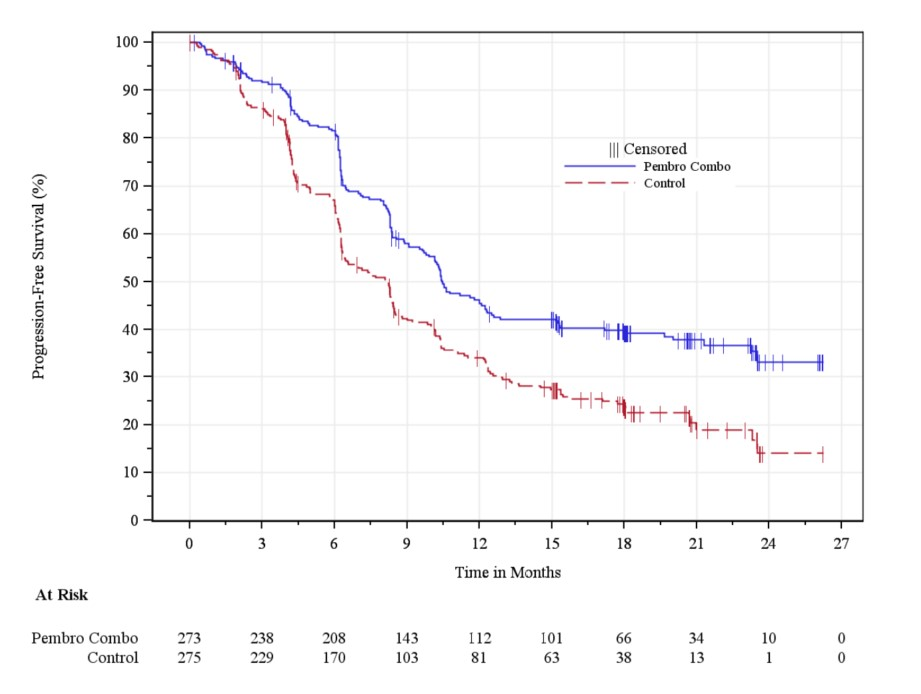 Progression-Free Survival (%)
100
90
80
70
60
50
40
30
20
10
0
||| Censored
Pembro Combo
Control
0 3 6 9 12 15 18 21 24 27
Time in Months
At Risk
Pembro Combo 273 238 208 143 112 101 66 34 10 0
Control 275 229 170 103 81 63 38 13 1 0